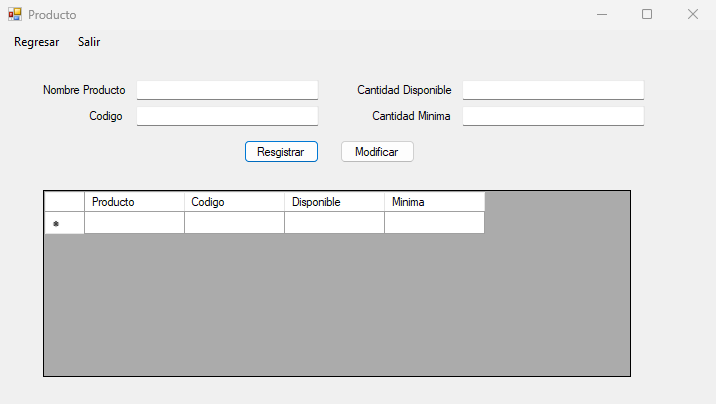 Producto
Regresar Salir
Nombre Producto Cantidad Disponible
Codigo Cantidad Minima
Resgistrar Modificar
Producto Codigo Disponible Minima